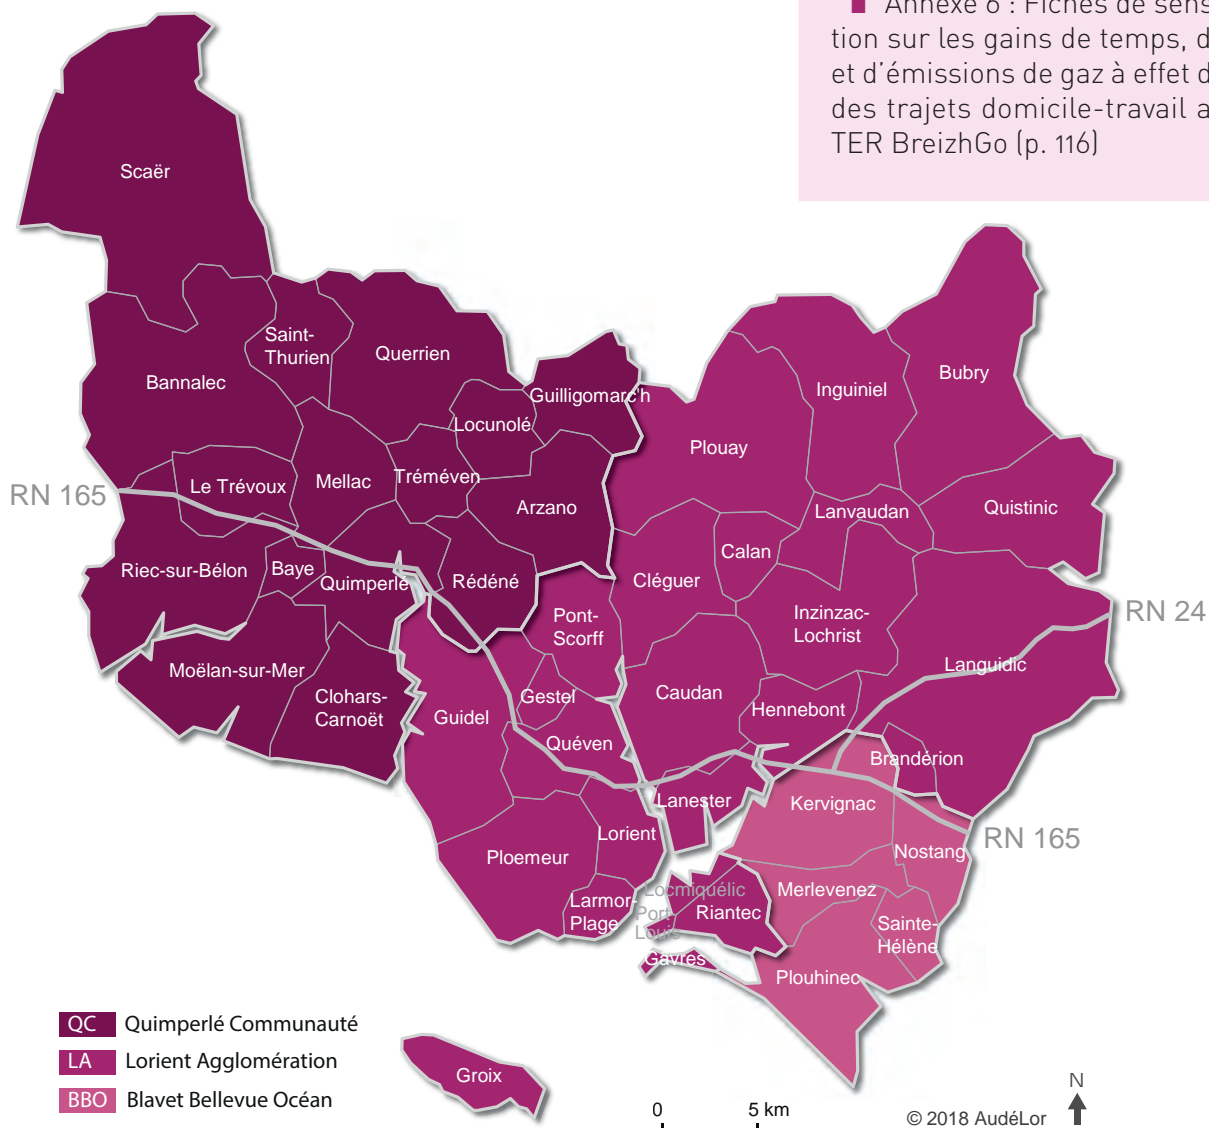 ■ Annexe 6 : Fiches de sens
tion sur les gains de temps, d
et d'émissions de gaz à effet d
des trajets domicile-travail a
TER BreizhGo (p. 116)
Scaër
Saint-
Thurien
Querrien
Bannalec
Guilligomarc'h
Locunolé
Inguiniel
Bubry
Plouay
Le Trévoux
Mellac
Tréméven
Arzano
RN 165
Lanvaudan
Quistinic
Calan
Riec-sur-Bélon
Baye
Quimperlé
Rédéné
Cléguer
Pont-
Scorff
Inzinzac-
Lochrist
RN 24
Moëlan-sur-Mer
Clohars-
Carnoët
Guidel
Gestel
Caudan
Hennebont
Languidic
Quéven
Brandérion
Lanester
Kervignac
Lorient
Ploemeur
RN 165
Nostang
Larmor-
Plage
Locmiquélic
Port-
Louis
Riantec
Merlevenez
Sainte-
Hélène
Gâvres
Plouhinec
QC Quimperlé Communauté
LA Lorient Agglomération
BBO Blavet Bellevue Océan
Groix
0 5 km
© 2018 AudéLor
N